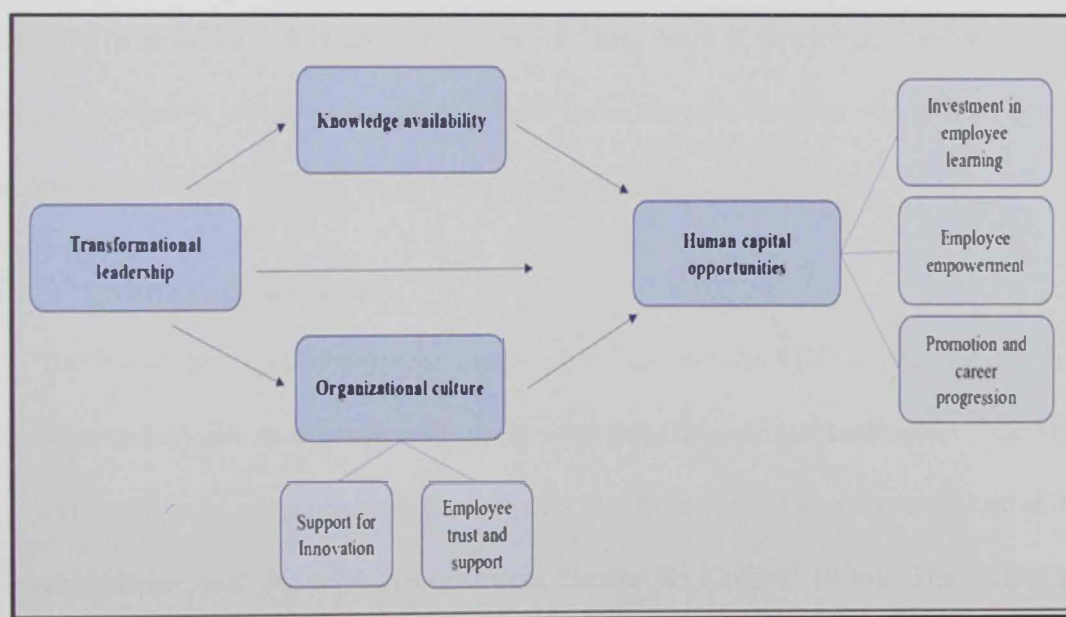 Knowledge availability
Investment in
employee
learning
Transformational
leadership
Human capital
opportunities
Employee
empowerment
Organizational culture
Promotion and
career
progression
Support for
Innovation
Employee
trust and
support